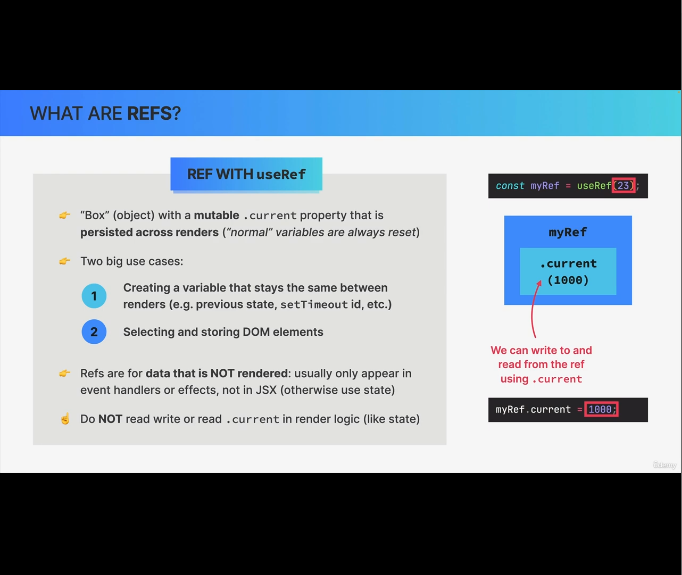 WHAT ARE REFS?
REF WITH useRef
👉 "Box" (object) with a mutable .current property that is
persisted across renders ("normal" variables are always reset)
👉 Two big use cases:
1 Creating a variable that stays the same between
renders (e.g. previous state, setTimeout id, etc.)
2 Selecting and storing DOM elements
👉 Refs are for data that is NOT rendered: usually only appear in
event handlers or effects, not in JSX (otherwise use state)
☝️ Do NOT read write or read .current in render logic (like state)
const myRef = useRef(23);
myRef
.current
(1000)
We can write to and
read from the ref
using .current
myRef.current = 1000;
Udemy